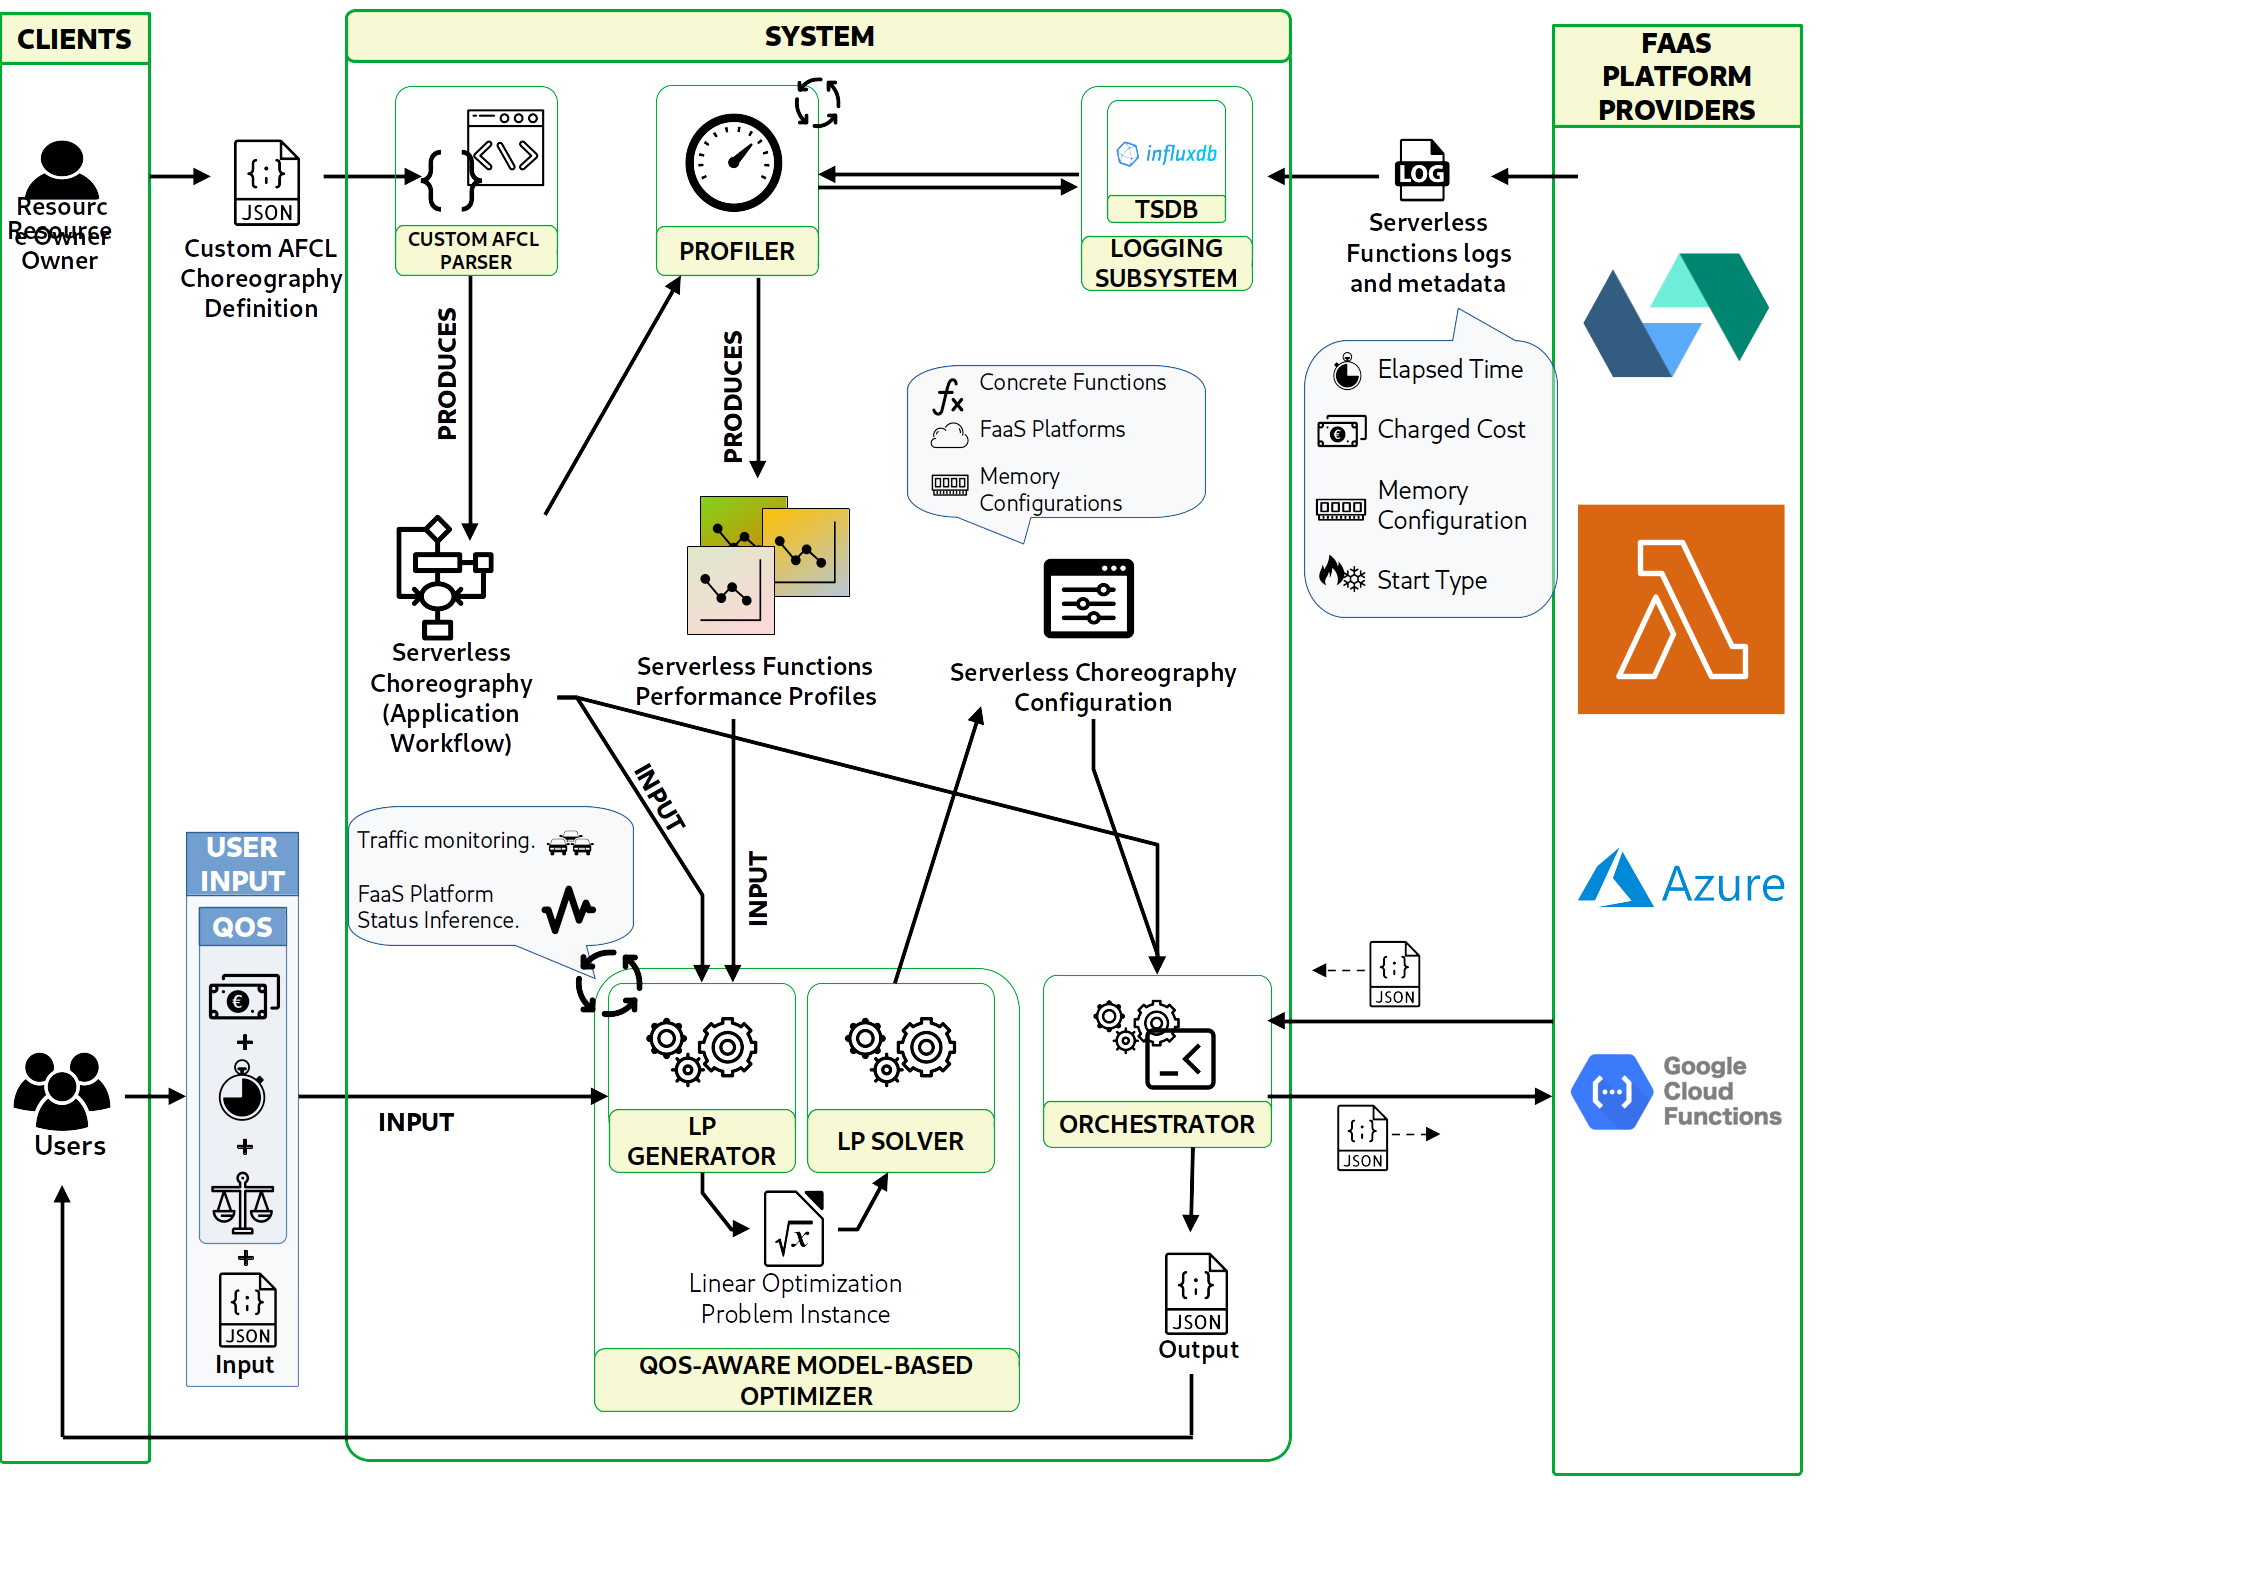 CLIENTS
SYSTEM
FAAS
PLATFORM
PROVIDERS
Resourc
e Owner
Resource
Owner
{;}
JSON
Custom AFCL
Choreography
Definition
CUSTOM AFCL
PARSER
PROFILER
influxdb
TSDB
LOGGING
SUBSYSTEM
LOG
Serverless
Functions logs
and metadata
PRODUCES
PRODUCES
Concrete Functions
FaaS Platforms
Memory
Configurations
Elapsed Time
Charged Cost
Memory
Configuration
Start Type
Serverless
Choreography
(Application
Workflow)
Serverless Functions
Performance Profiles
Serverless Choreography
Configuration
INPUT
INPUT
Traffic monitoring.
FaaS Platform
Status Inference.
USER
INPUT
QOS
€
+
+
+
{;}
JSON
Input
Users
INPUT
LP
GENERATOR
LP SOLVER
ORCHESTRATOR
√x
Linear Optimization
Problem Instance
QOS-AWARE MODEL-BASED
OPTIMIZER
{;}
JSON
Output
{;}
JSON
{;}
JSON
Azure
Google
Cloud
Functions